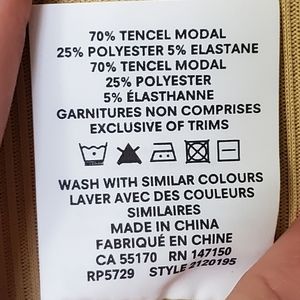 70% TENCEL MODAL
25% POLYESTER 5% ELASTANE
70% TENCEL MODAL
25% POLYESTER
5% ÉLASTHANNE
GARNITURES NON COMPRISES
EXCLUSIVE OF TRIMS
WASH WITH SIMILAR COLOURS
LAVER AVEC DES COULEURS
SIMILAIRES
MADE IN CHINA
FABRIQUÉ EN CHINE
CA 55170 RN 147150
RP5729 STYLE 2120195